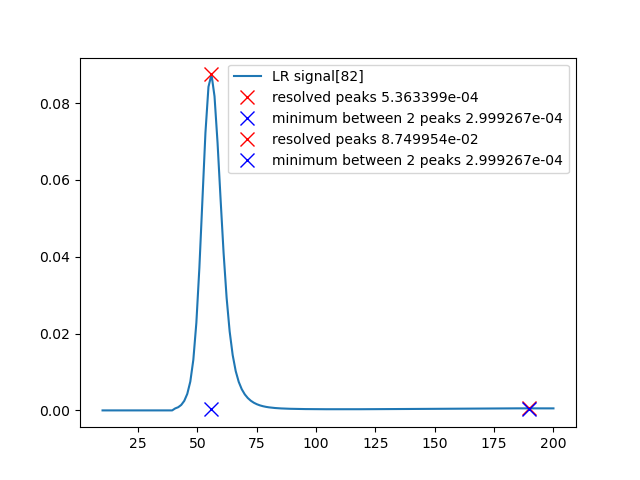 LR signal[82]
resolved peaks 5.363399e-04
minimum between 2 peaks 2.999267e-04
resolved peaks 8.749954e-02
minimum between 2 peaks 2.999267e-04
0.08
0.06
0.04
0.02
0.00
25 50 75 100 125 150 175 200